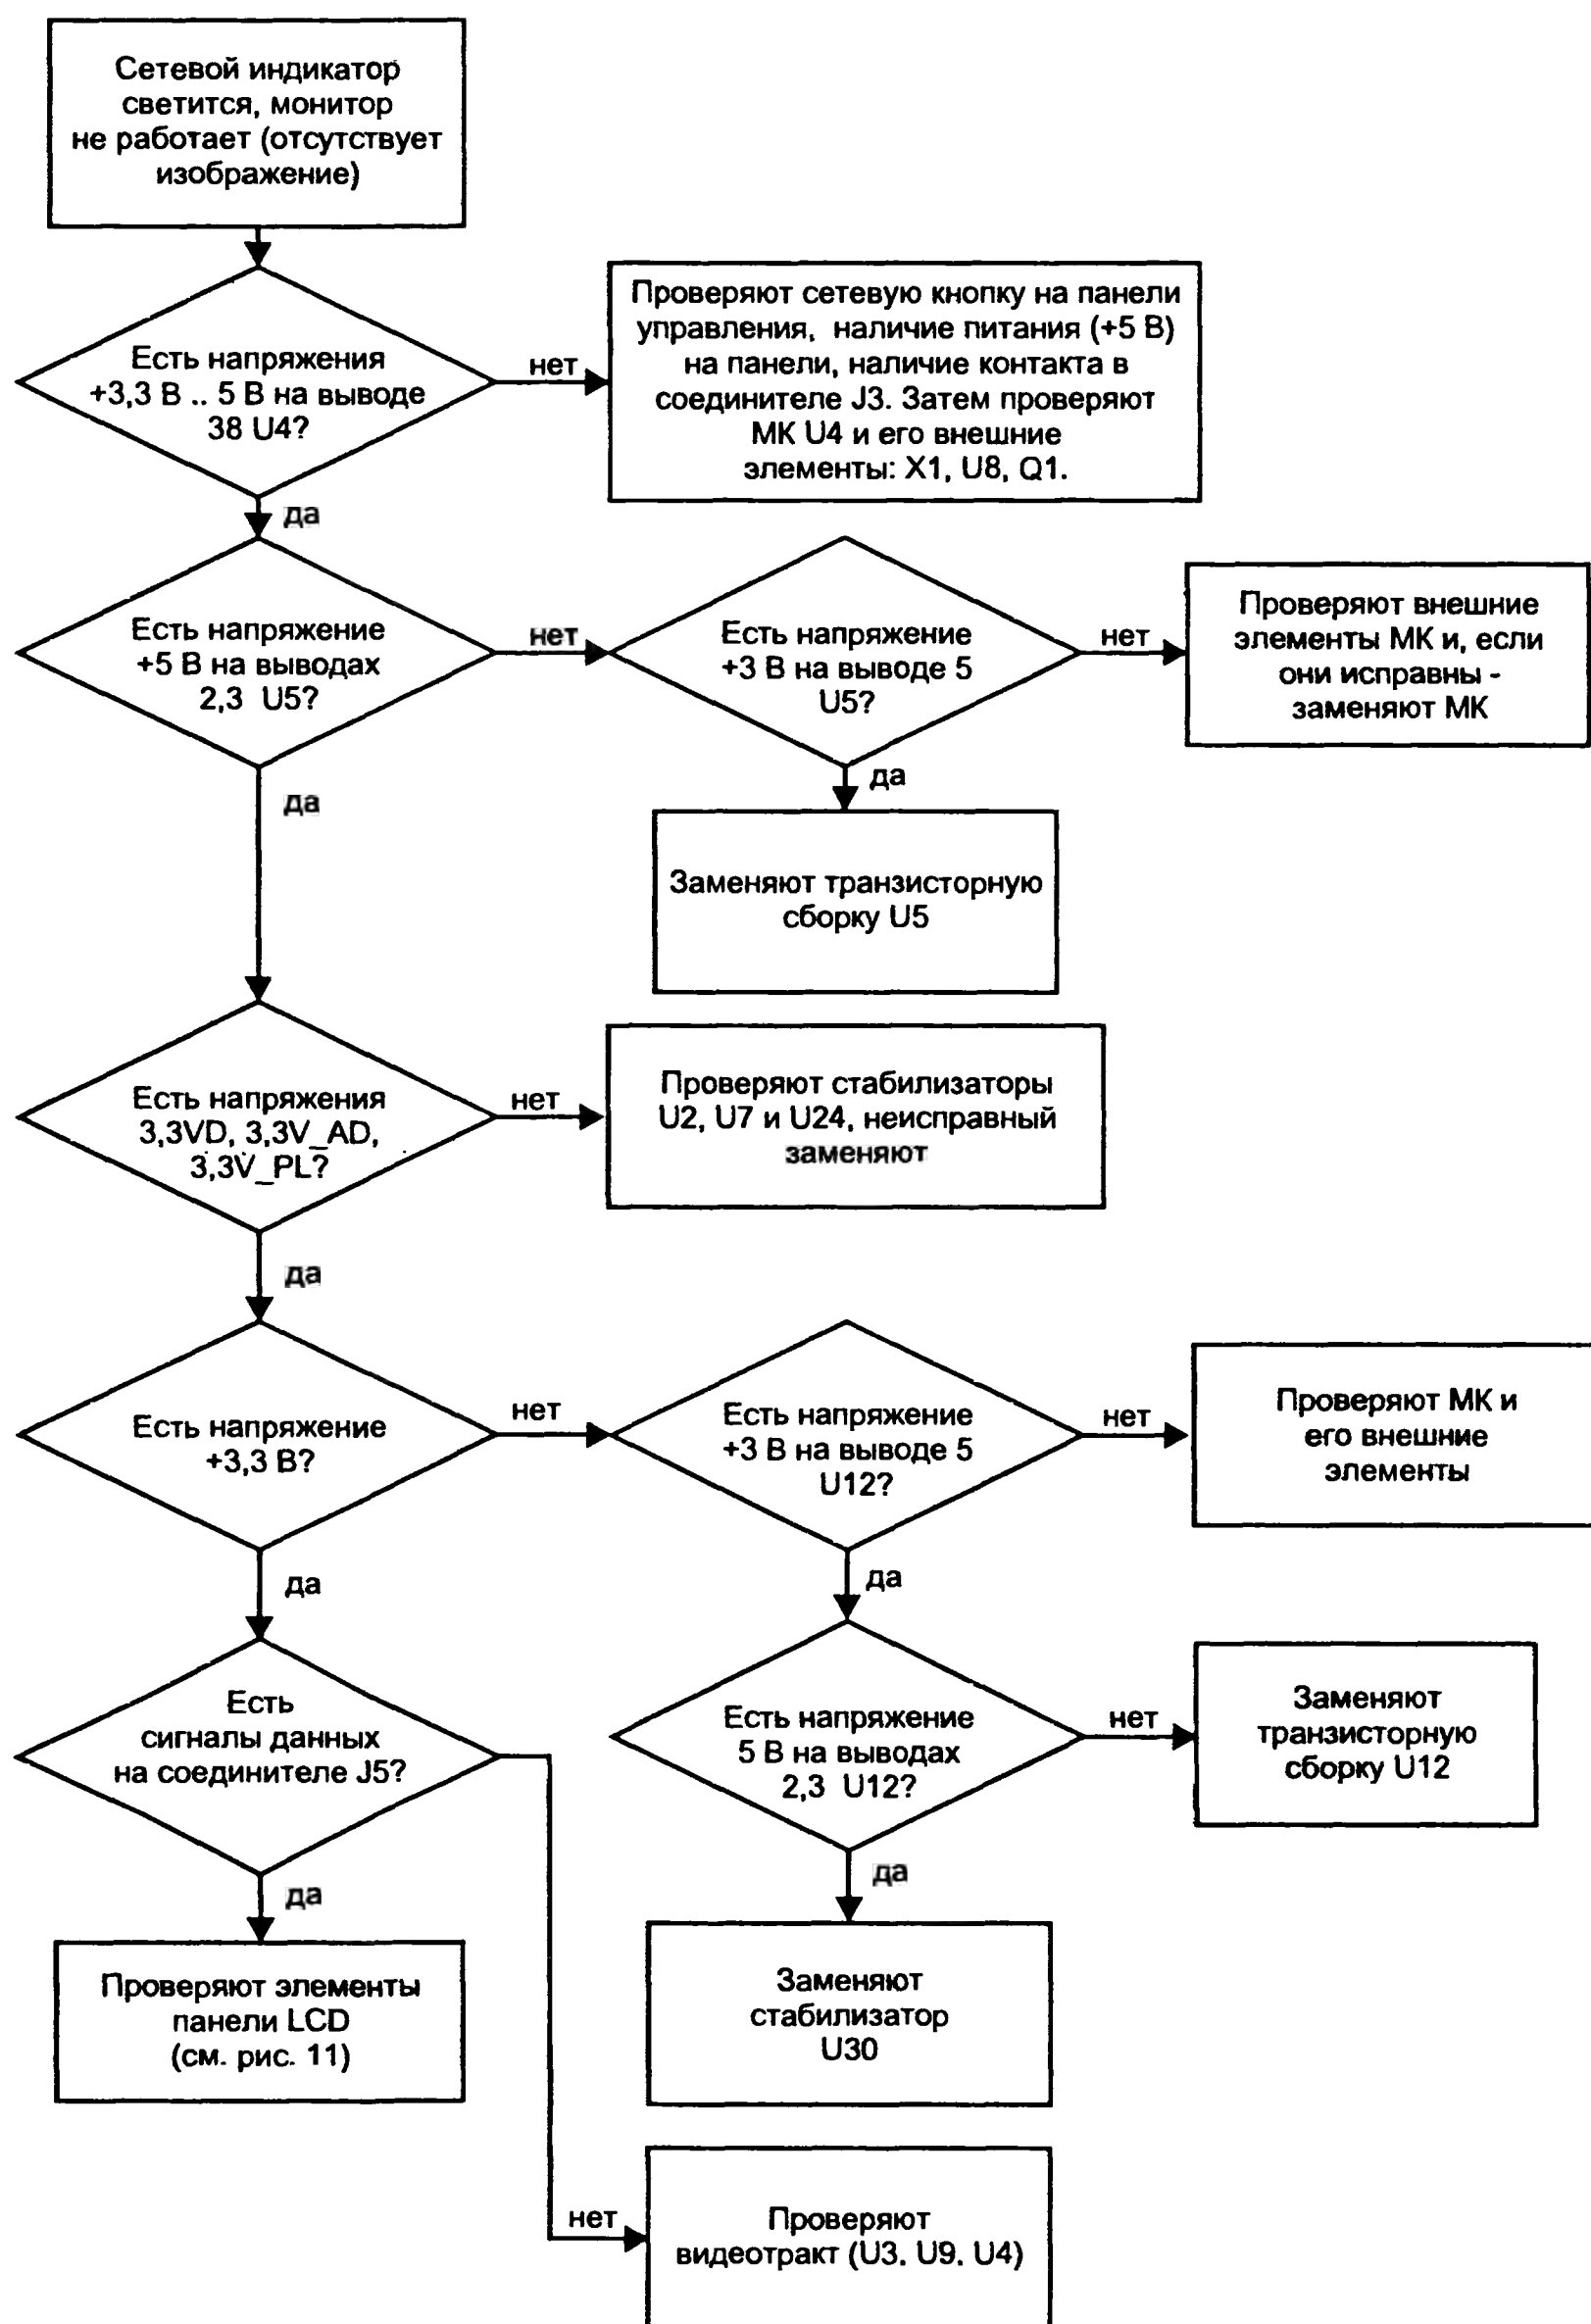 Сетевой индикатор
светится, монитор
не работает (отсутствует
изображение)
Есть напряжения
+3,3 В .. 5 В на выводе
38 U4?
нет
Проверяют сетевую кнопку на панели
управления, наличие питания (+5 В)
на панели, наличие контакта в
соединителе J3. Затем проверяют
МК U4 и его внешние
элементы: X1, U8, Q1.
да
Есть напряжение
+5 В на выводах
2,3 U5?
нет
Есть напряжение
+3 В на выводе 5
U5?
нет
Проверяют внешние
элементы МК и, если
они исправны -
заменяют МК
да
Заменяют транзисторную
сборку U5
да
Есть напряжения
3,3VD, 3,3V_AD,
3,3V_PL?
нет
Проверяют стабилизаторы
U2, U7 и U24, неисправный
заменяют
да
Есть напряжение
+3,3 В?
нет
Есть напряжение
+3 В на выводе 5
U12?
нет
Проверяют МК и
его внешние
элементы
да
Есть напряжение
5 В на выводах
2,3 U12?
нет
Заменяют
транзисторную
сборку U12
да
Заменяют
стабилизатор
U30
да
Есть
сигналы данных
на соединителе J5?
да
Проверяют элементы
панели LCD
(см. рис. 11)
нет
Проверяют
видеотракт (U3, U9, U4)